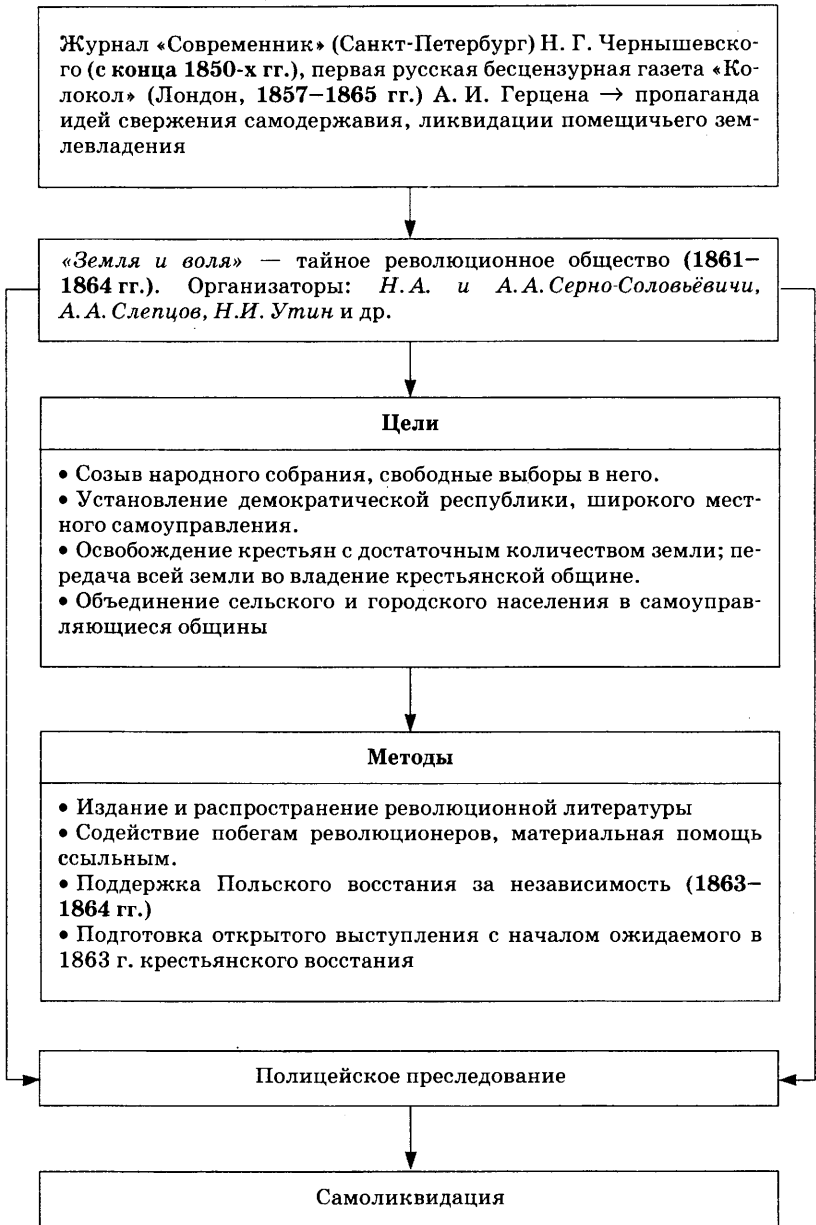 Журнал «Современник» (Санкт-Петербург) Н. Г. Чернышевско-
го (с конца 1850-х гг.), первая русская бесцензурная газета «Ко-
локол» (Лондон, 1857–1865 гг.) А. И. Герцена → пропаганда
идей свержения самодержавия, ликвидации помещичьего зем-
левладения
«Земля и воля» — тайное революционное общество (1861–
1864 гг.). Организаторы: Н.А. и А.А. Серно-Соловьёвичи,
А.А. Слепцов, Н.И. Утин и др.
Цели
• Созыв народного собрания, свободные выборы в него.
• Установление демократической республики, широкого мест-
ного самоуправления.
• Освобождение крестьян с достаточным количеством земли; пе-
редача всей земли во владение крестьянской общине.
• Объединение сельского и городского населения в самоуправ-
ляющиеся общины
Методы
• Издание и распространение революционной литературы
• Содействие побегам революционеров, материальная помощь
ссыльным.
• Поддержка Польского восстания за независимость (1863–
1864 гг.)
• Подготовка открытого выступления с началом ожидаемого в
1863 г. крестьянского восстания
Полицейское преследование
Самоликвидация